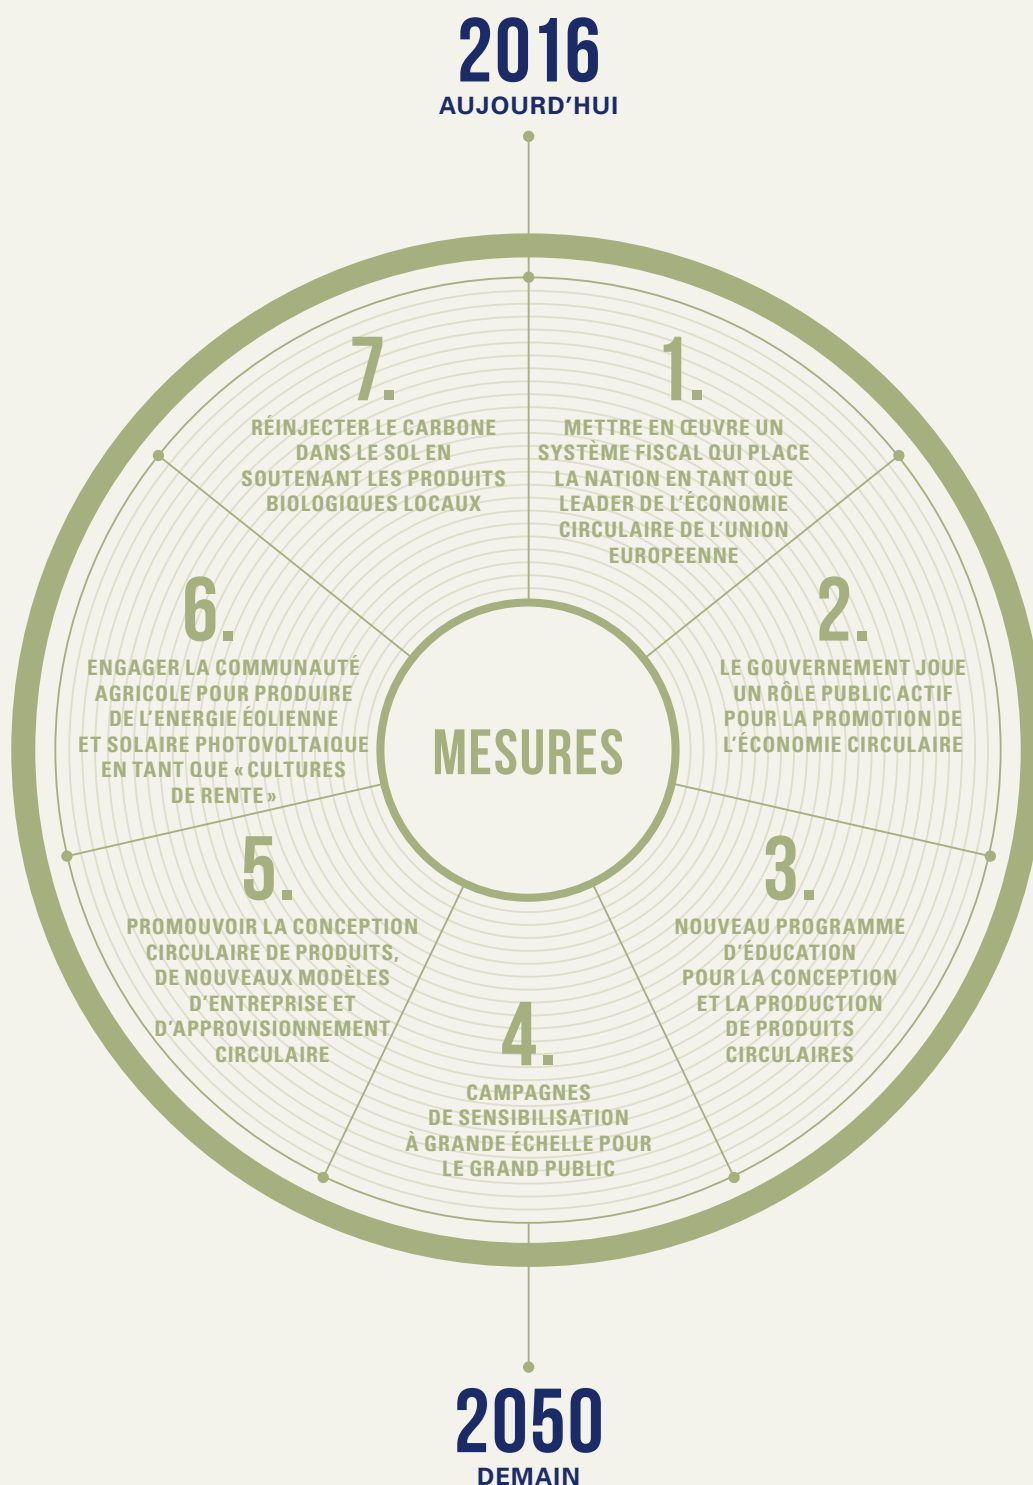 2016
AUJOURD'HUI
1.
METTRE EN ŒUVRE UN
SYSTÈME FISCAL QUI PLACE
LA NATION EN TANT QUE
LEADER DE L'ÉCONOMIE
CIRCULAIRE DE L'UNION
EUROPEENNE
2.
LE GOUVERNEMENT JOUE
UN RÔLE PUBLIC ACTIF
POUR LA PROMOTION DE
L'ÉCONOMIE CIRCULAIRE
3.
NOUVEAU PROGRAMME
D'ÉDUCATION
POUR LA CONCEPTION
ET LA PRODUCTION
DE PRODUITS
CIRCULAIRES
4.
CAMPAGNES
DE SENSIBILISATION
À GRANDE ÉCHELLE POUR
LE GRAND PUBLIC
5.
PROMOUVOIR LA CONCEPTION
CIRCULAIRE DE PRODUITS,
DE NOUVEAUX MODÈLES
D'ENTREPRISE ET
D'APPROVISIONNEMENT
CIRCULAIRE
6.
ENGAGER LA COMMUNAUTÉ
AGRICOLE POUR PRODUIRE
DE L'ENERGIE ÉOLIENNE
ET SOLAIRE PHOTOVOLTAIQUE
EN TANT QUE « CULTURES
DE RENTE »
7.
RÉINJECTER LE CARBONE
DANS LE SOL EN
SOUTENANT LES PRODUITS
BIOLOGIQUES LOCAUX
MESURES
2050
DEMAIN